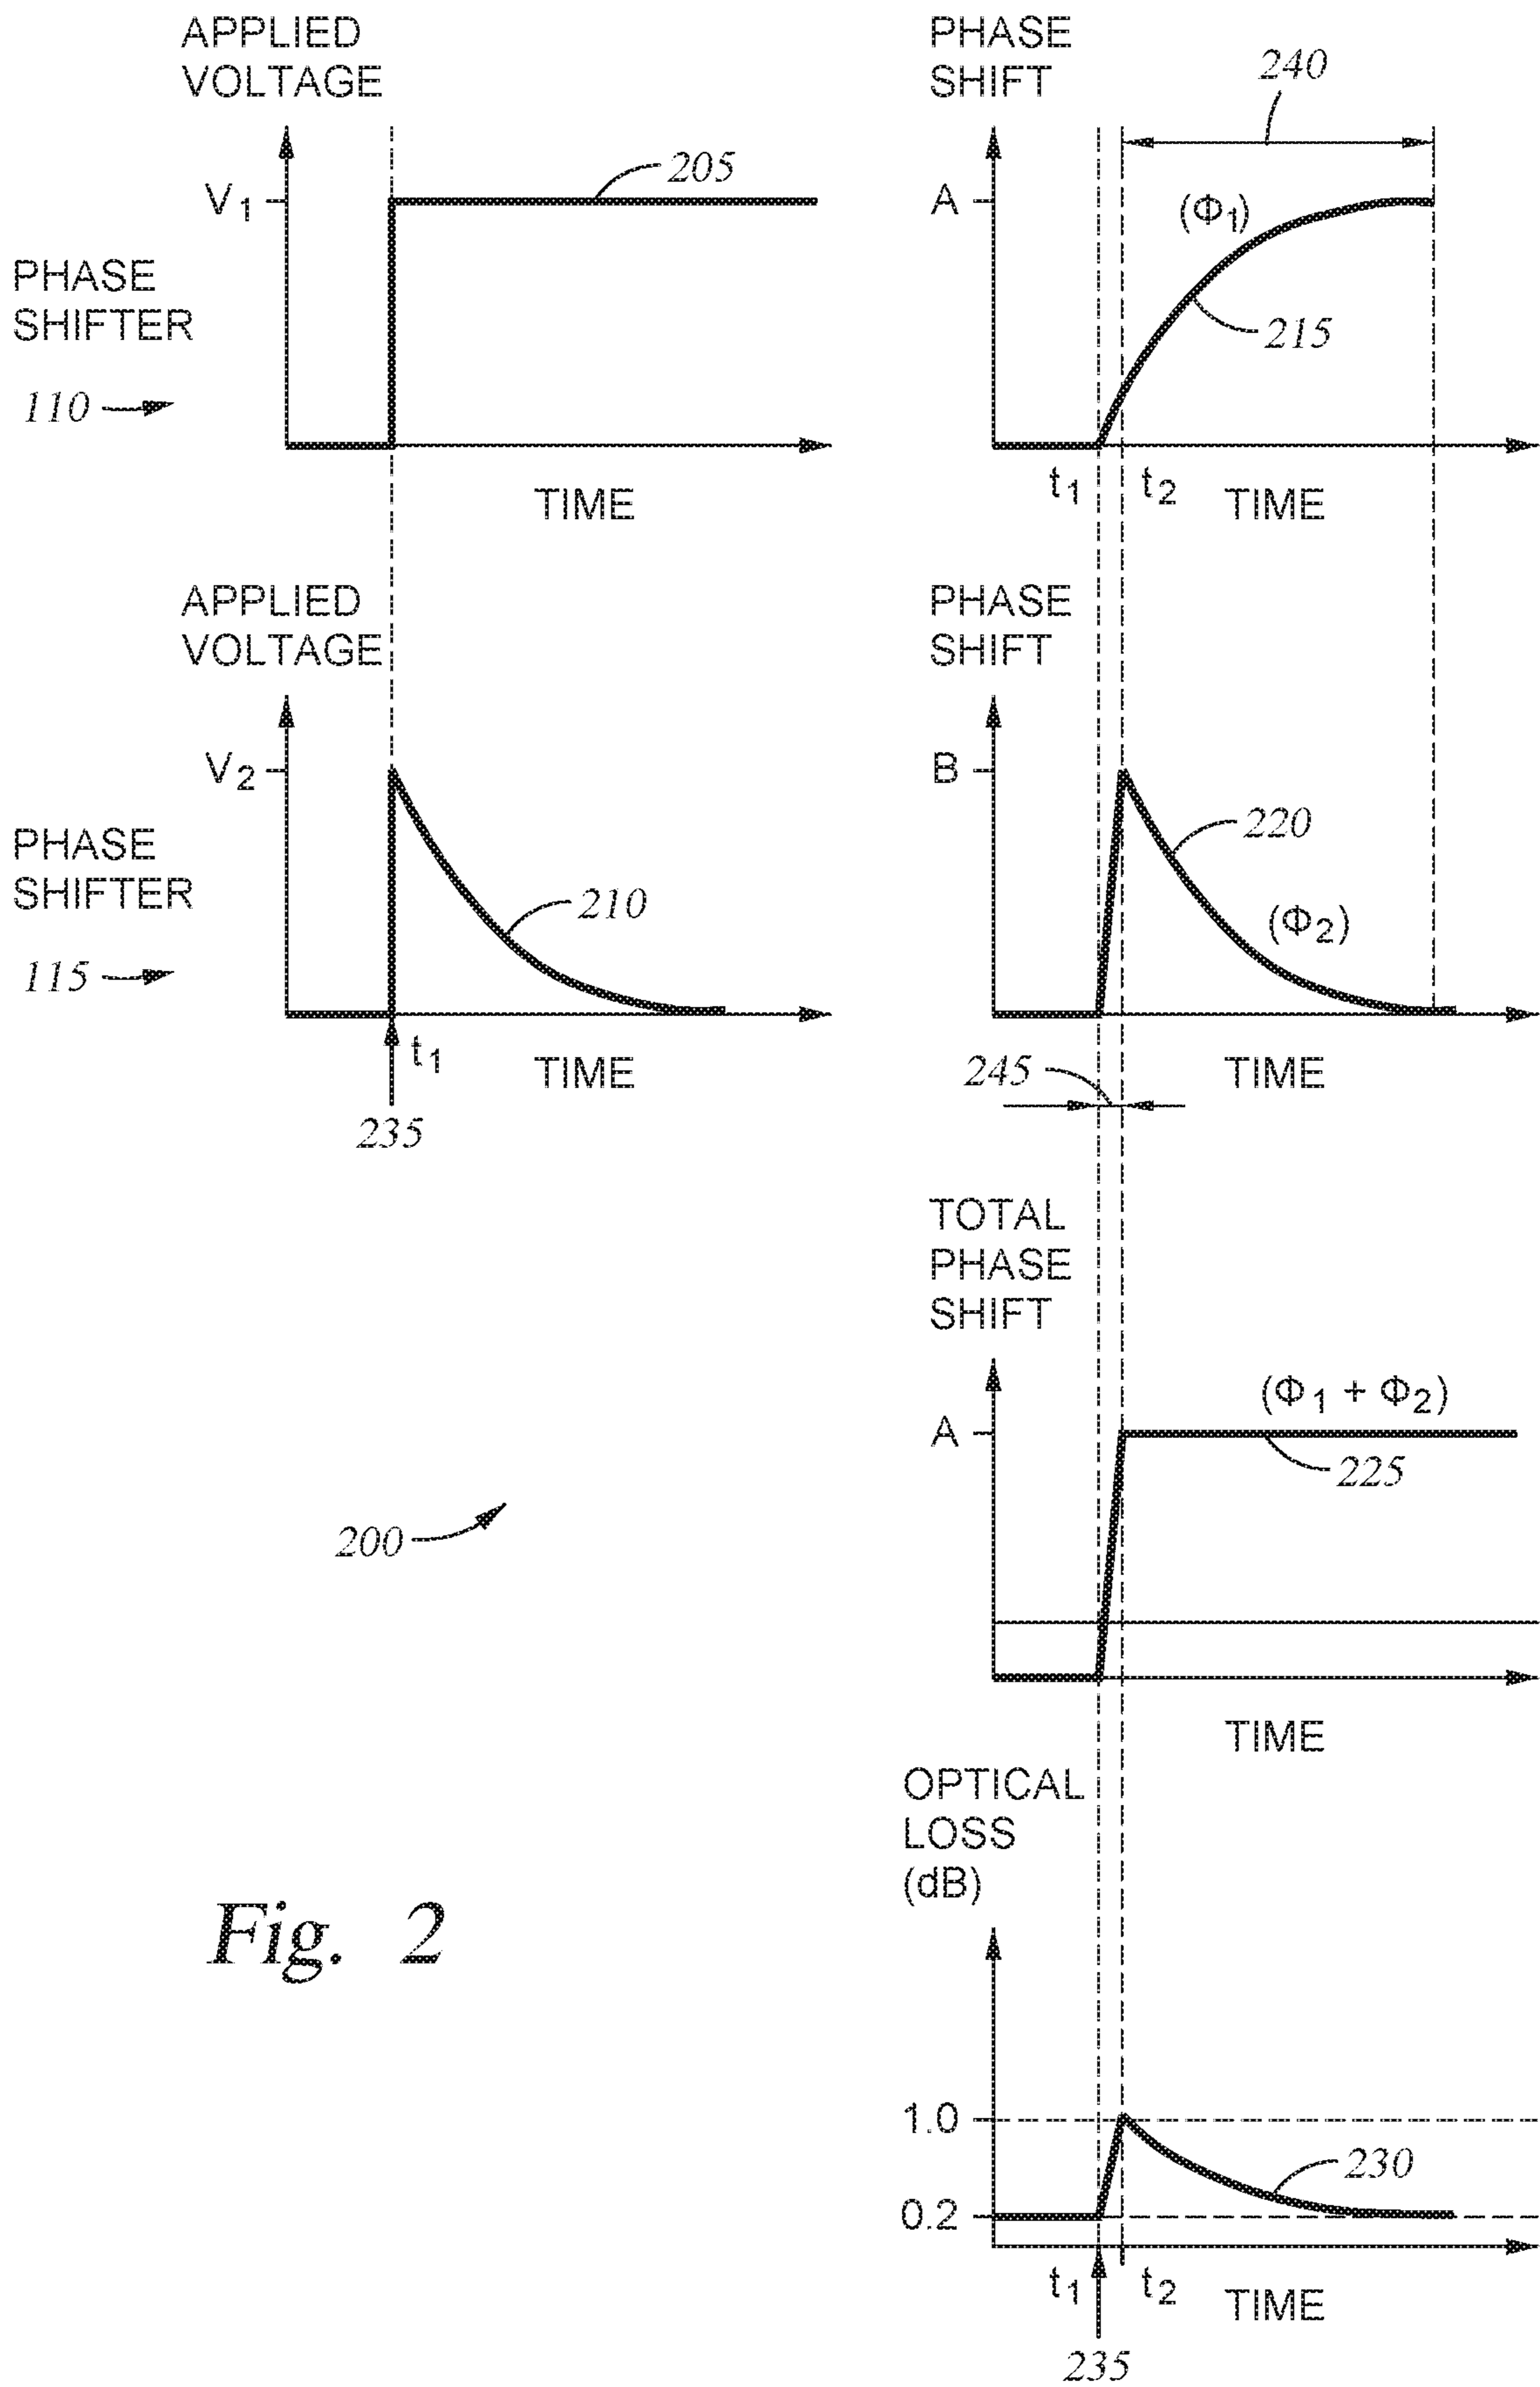 APPLIED
VOLTAGE
V1
205
PHASE
SHIFTER
110
TIME
PHASE
SHIFT
240
A
(Φ1)
215
t1
t2
TIME
APPLIED
VOLTAGE
V2
210
PHASE
SHIFTER
115
t1
TIME
235
PHASE
SHIFT
B
220
(Φ2)
245
TIME
TOTAL
PHASE
SHIFT
A
(Φ1 + Φ2)
225
200
TIME
OPTICAL
LOSS
(dB)
Fig. 2
1.0
230
0.2
t1
t2
TIME
235